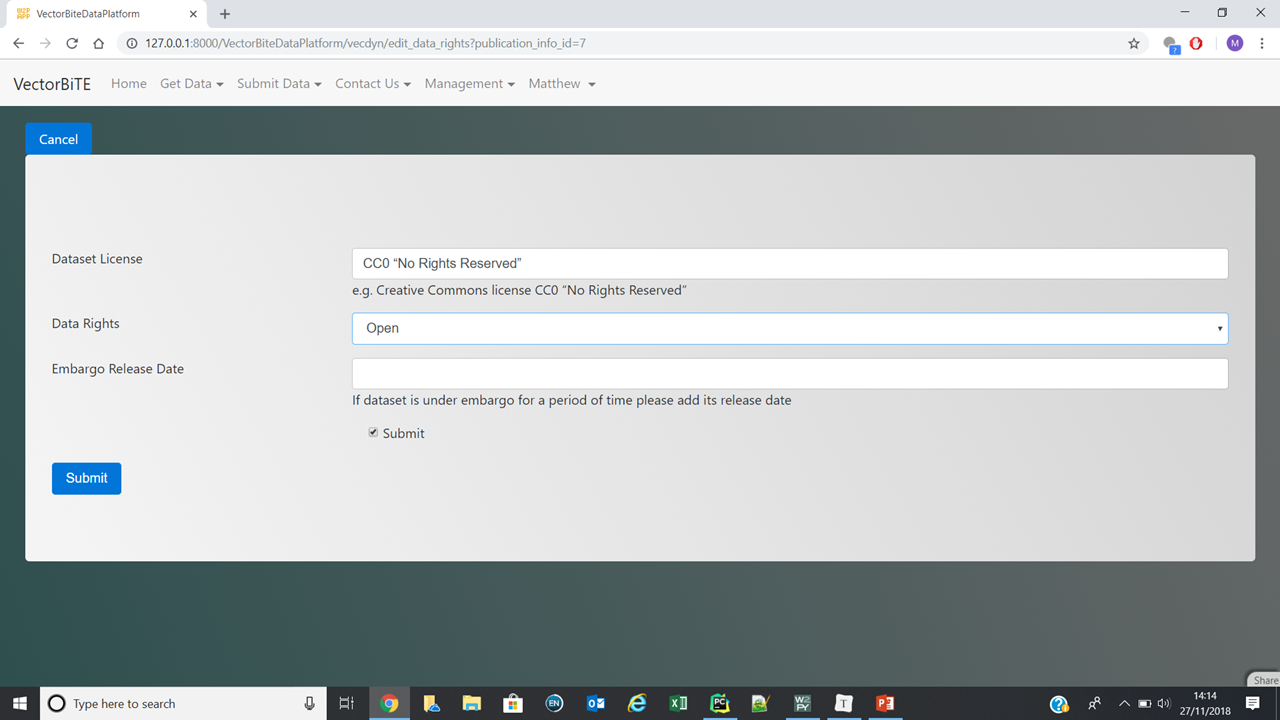 VectorBiteDataPlatform
127.0.0.1:8000/VectorBiteDataPlatform/vecdyn/edit_data_rights?publication_info_id=7
M
VectorBiTE Home Get Data Submit Data Contact Us Management Matthew
Cancel
Dataset License
CC0 “No Rights Reserved”
e.g. Creative Commons license CC0 “No Rights Reserved”
Data Rights
Open
Embargo Release Date
If dataset is under embargo for a period of time please add its release date
Submit
Submit
Share
Type here to search
EN
PC
W2
PY
T
14:14
27/11/2018